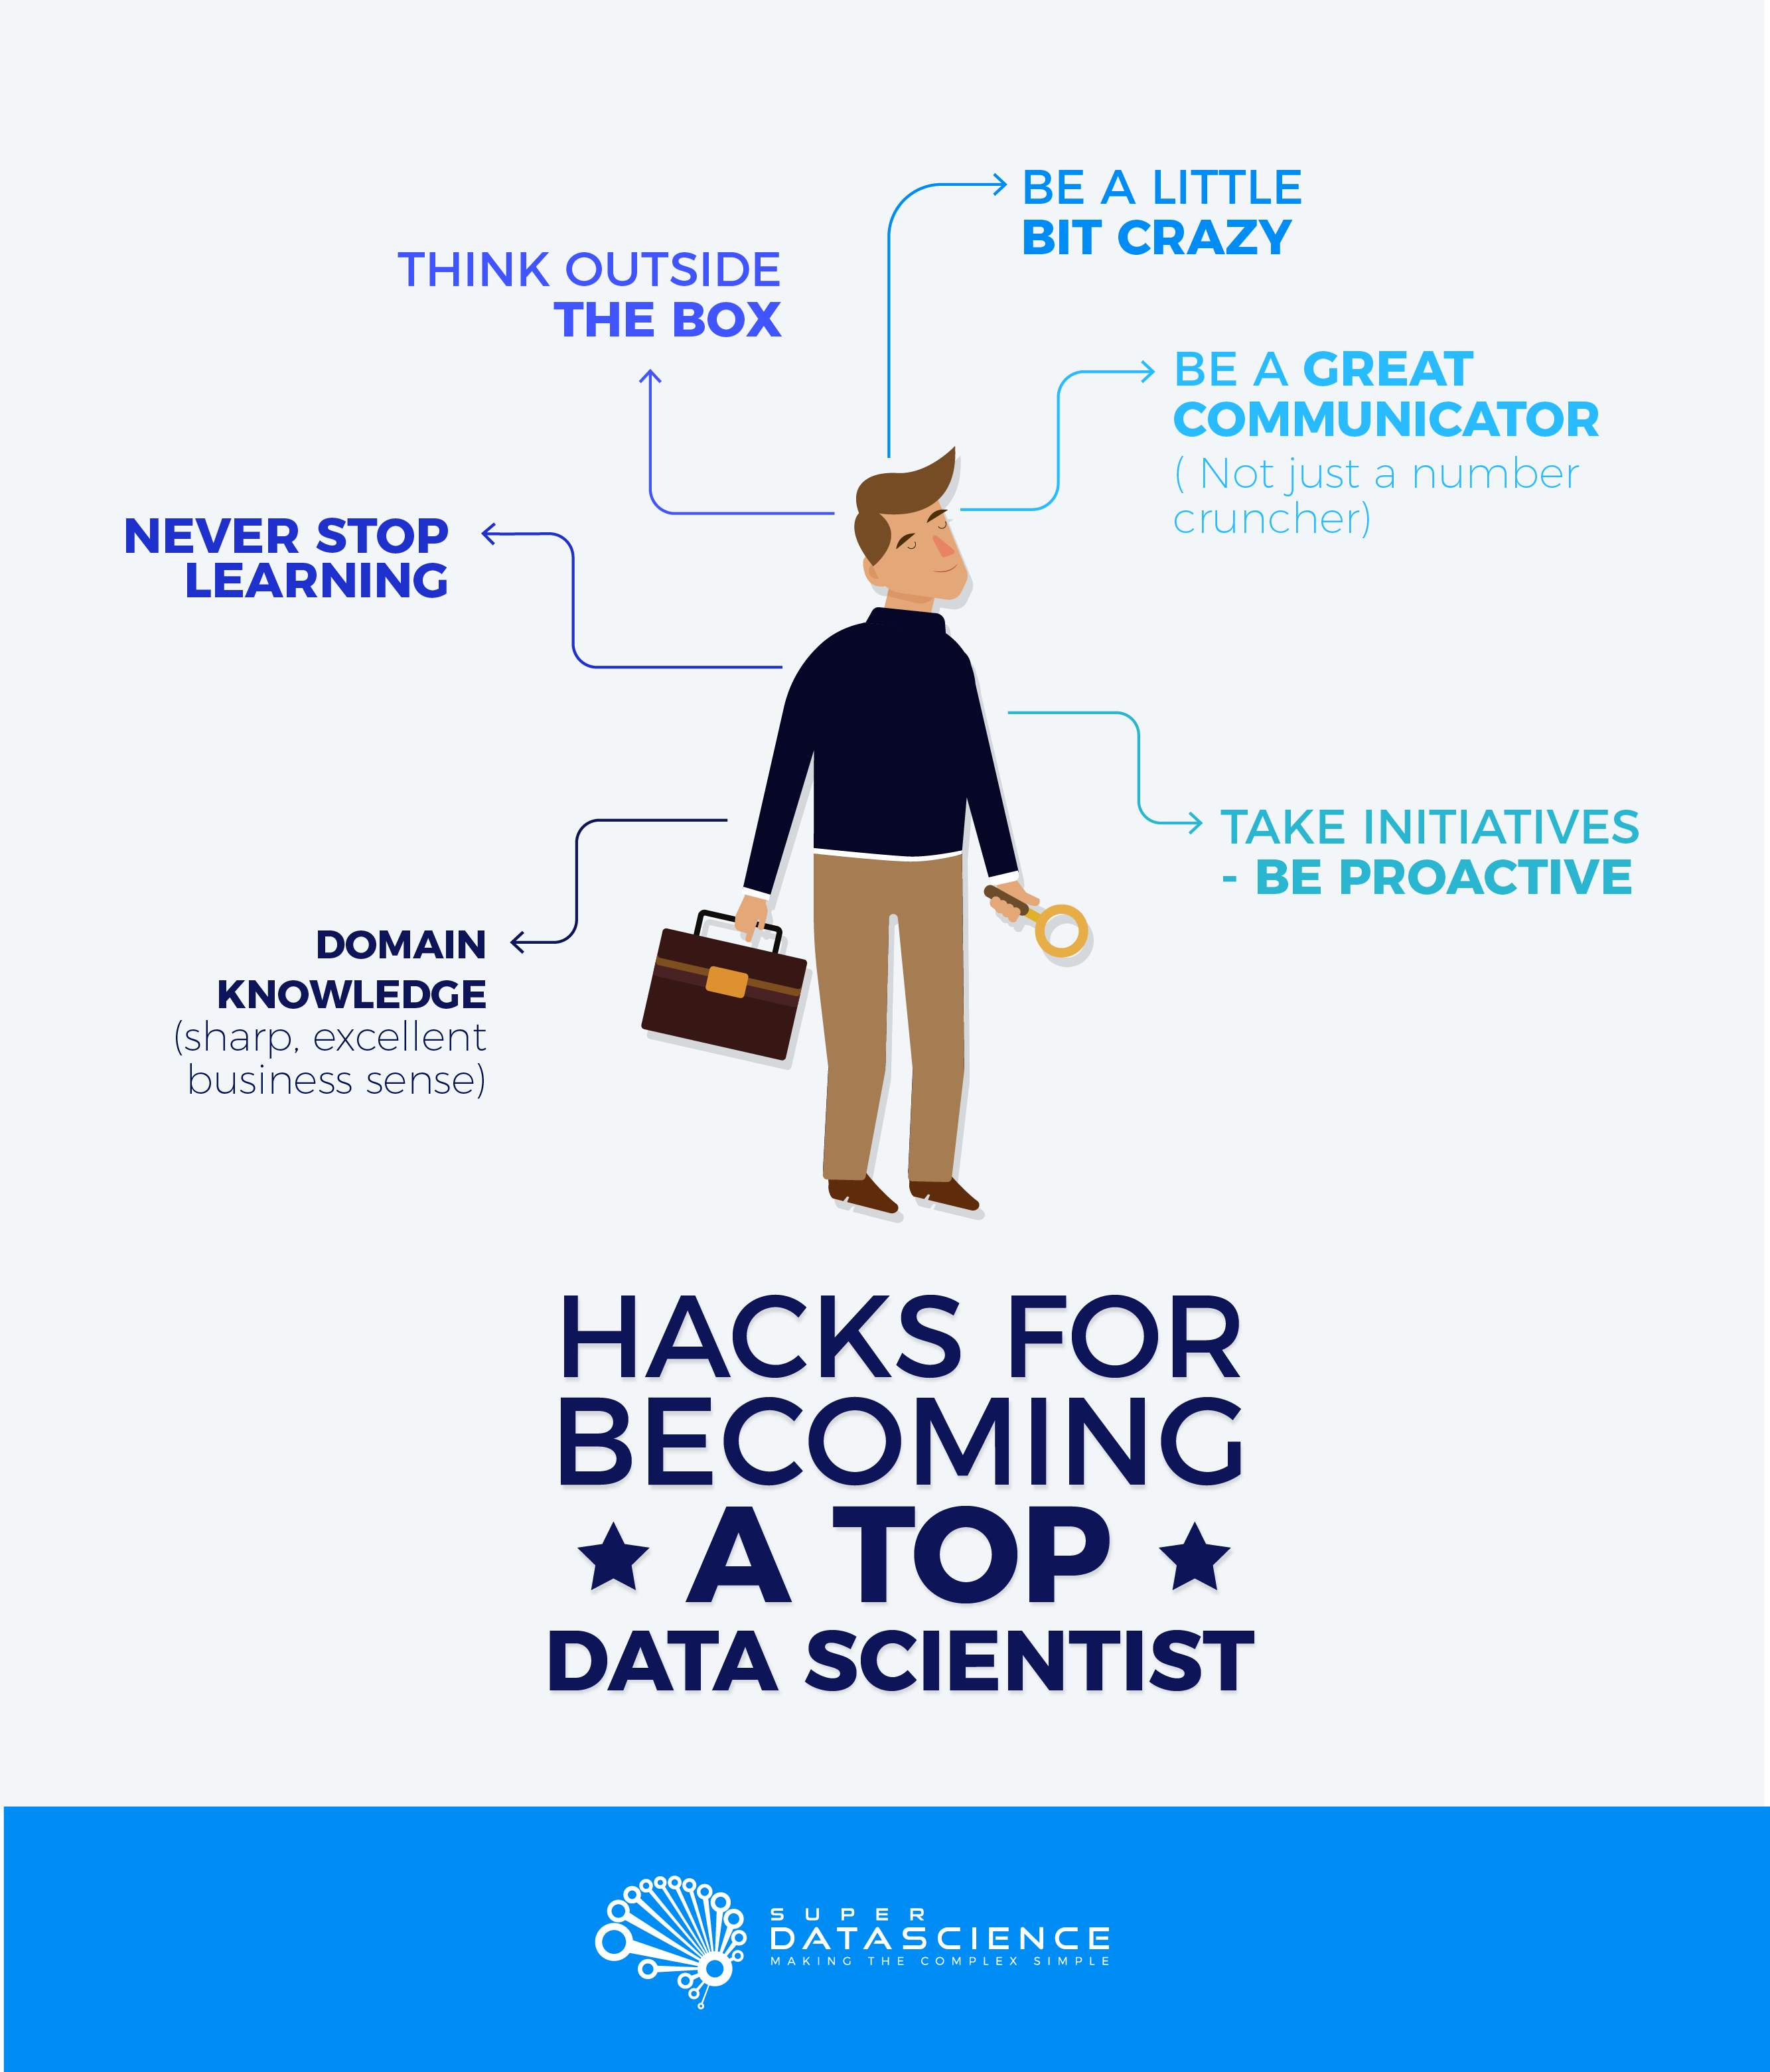 BE A LITTLE
BIT CRAZY
THINK OUTSIDE
THE BOX
BE A GREAT
COMMUNICATOR
( Not just a number
cruncher)
NEVER STOP
LEARNING
TAKE INITIATIVES
- BE PROACTIVE
DOMAIN
KNOWLEDGE
(sharp, excellent
business sense)
HACKS FOR
BECOMING
A TOP
DATA SCIENTIST
SUPER
DATASCIENCE
MAKING THE COMPLEX SIMPLE